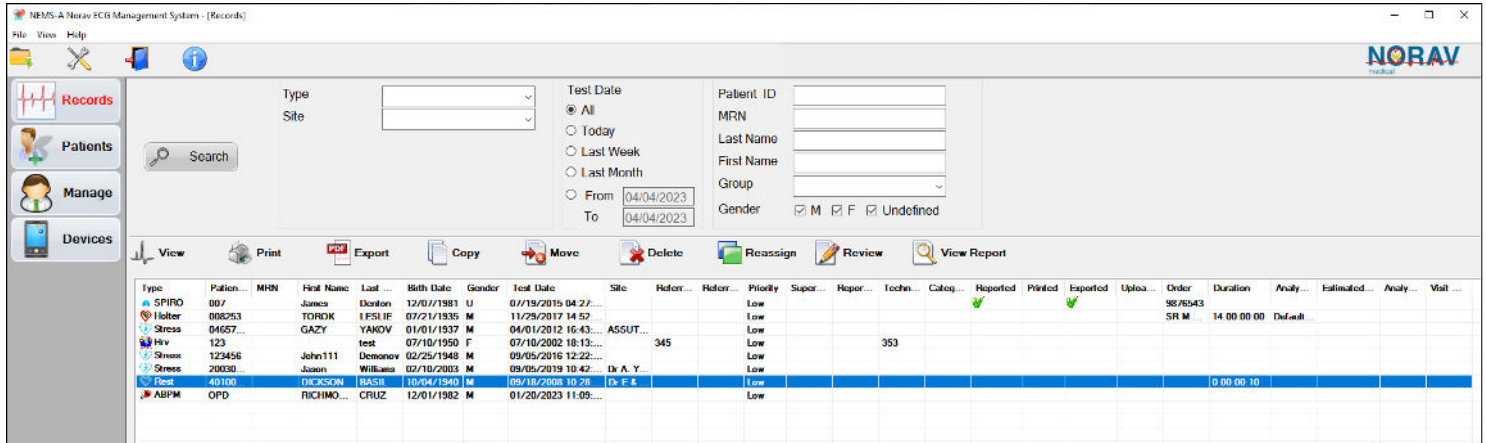 NEMS-A Norav ECG Management System - [Records]
File View Help
NORAV
medical
Records
Patients
Manage
Devices
Search
Type
Site
Test Date
All
Today
Last Week
Last Month
From 04/04/2023
To 04/04/2023
Patient ID
MRN
Last Name
First Name
Group
Gender M F Undefined
View Print PDF Export Copy Move Delete Reassign Review View Report
Type Patien... MRN First Name Last ... Birth Date Gender Test Date Site Referr... Referr... Priority Super... Repor... Techn... Categ... Reported Printed Exported Uploa... Order Duration Analy... Estimated... Analy... Visit ...
SPIRO 007 James Denton 12/07/1981 U 07/19/2015 04:27:... Low 9876543
Holter 008253 TOROK LESLIE 07/21/1935 M 11/29/2017 14:52... Low SR M... 14.00:00:00 Default...
Stress 04657... GAZY YAKOV 01/01/1937 M 04/01/2012 16:43:... ASSUT... Low
Hrv 123 test 07/10/1950 F 07/10/2002 18:13:... 345 Low 353
Stress 123456 John111 Demonov 02/25/1948 M 09/05/2016 12:22:... Low
Stress 20030... Jason Williams 02/10/2003 M 09/05/2019 10:42:... Dr A. Y... Low
Rest 40100... DICKSON BASIL 10/04/1940 M 09/18/2008 10:28:... Dr E & ... Low 0.00:00:10
ABPM OPD RICHMO... CRUZ 12/01/1982 M 01/20/2023 11:09:... Low